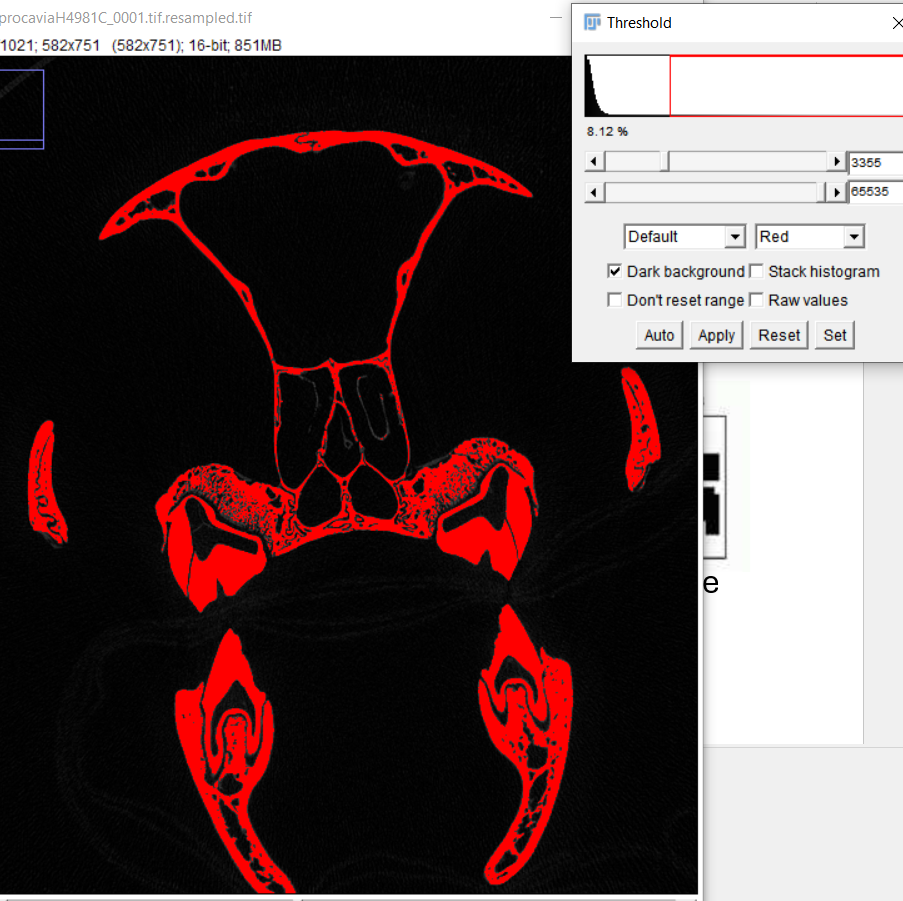 procaviaH4981C_0001.tif.resampled.tif
1021; 582x751 (582x751); 16-bit; 851MB
Threshold
8.12 %
3355
65535
Default
Red
Dark background
Stack histogram
Don't reset range
Raw values
Auto
Apply
Reset
Set
e